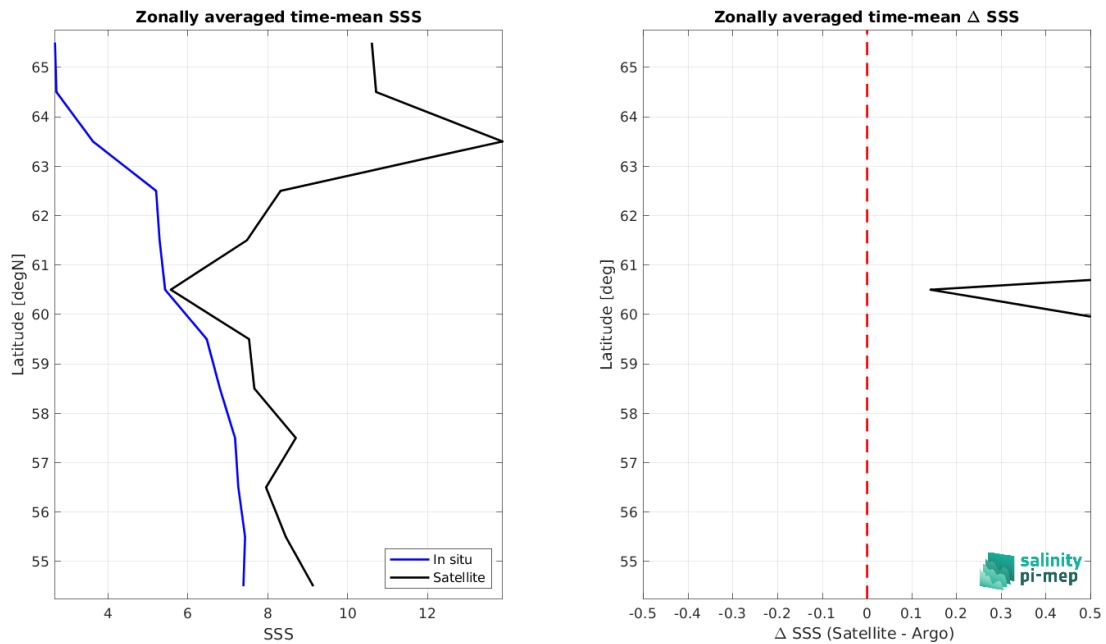 Zonally averaged time-mean SSS
65
64
63
62
61
60
59
58
57
56
55
Latitude [degN]
4 6 8 10 12
SSS
In situ
Satellite
Zonally averaged time-mean Δ SSS
65
64
63
62
61
60
59
58
57
56
55
Latitude [deg]
-0.5 -0.4 -0.3 -0.2 -0.1 0 0.1 0.2 0.3 0.4 0.5
Δ SSS (Satellite - Argo)
salinity
pi-mep